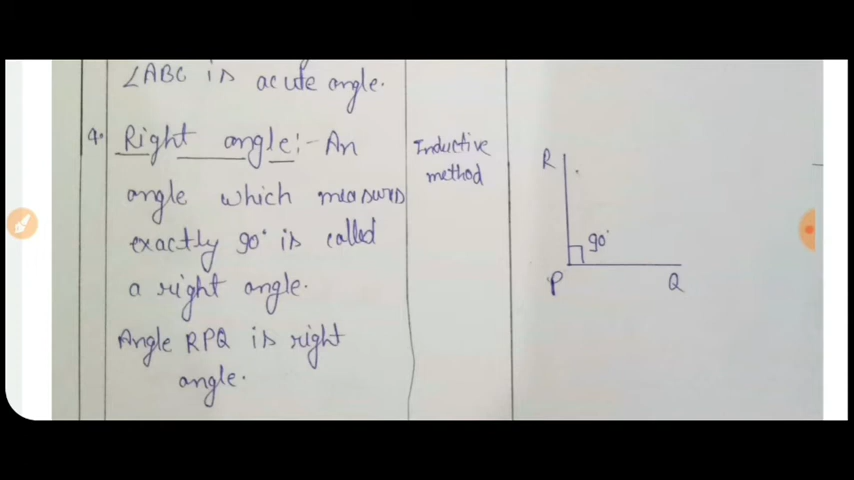 ∠ABC is acute angle.
4. Right angle:- An
angle which measures
exactly 90° is called
a right angle.
Angle RPQ is right
angle.
Inductive
method
R
90°
P
Q